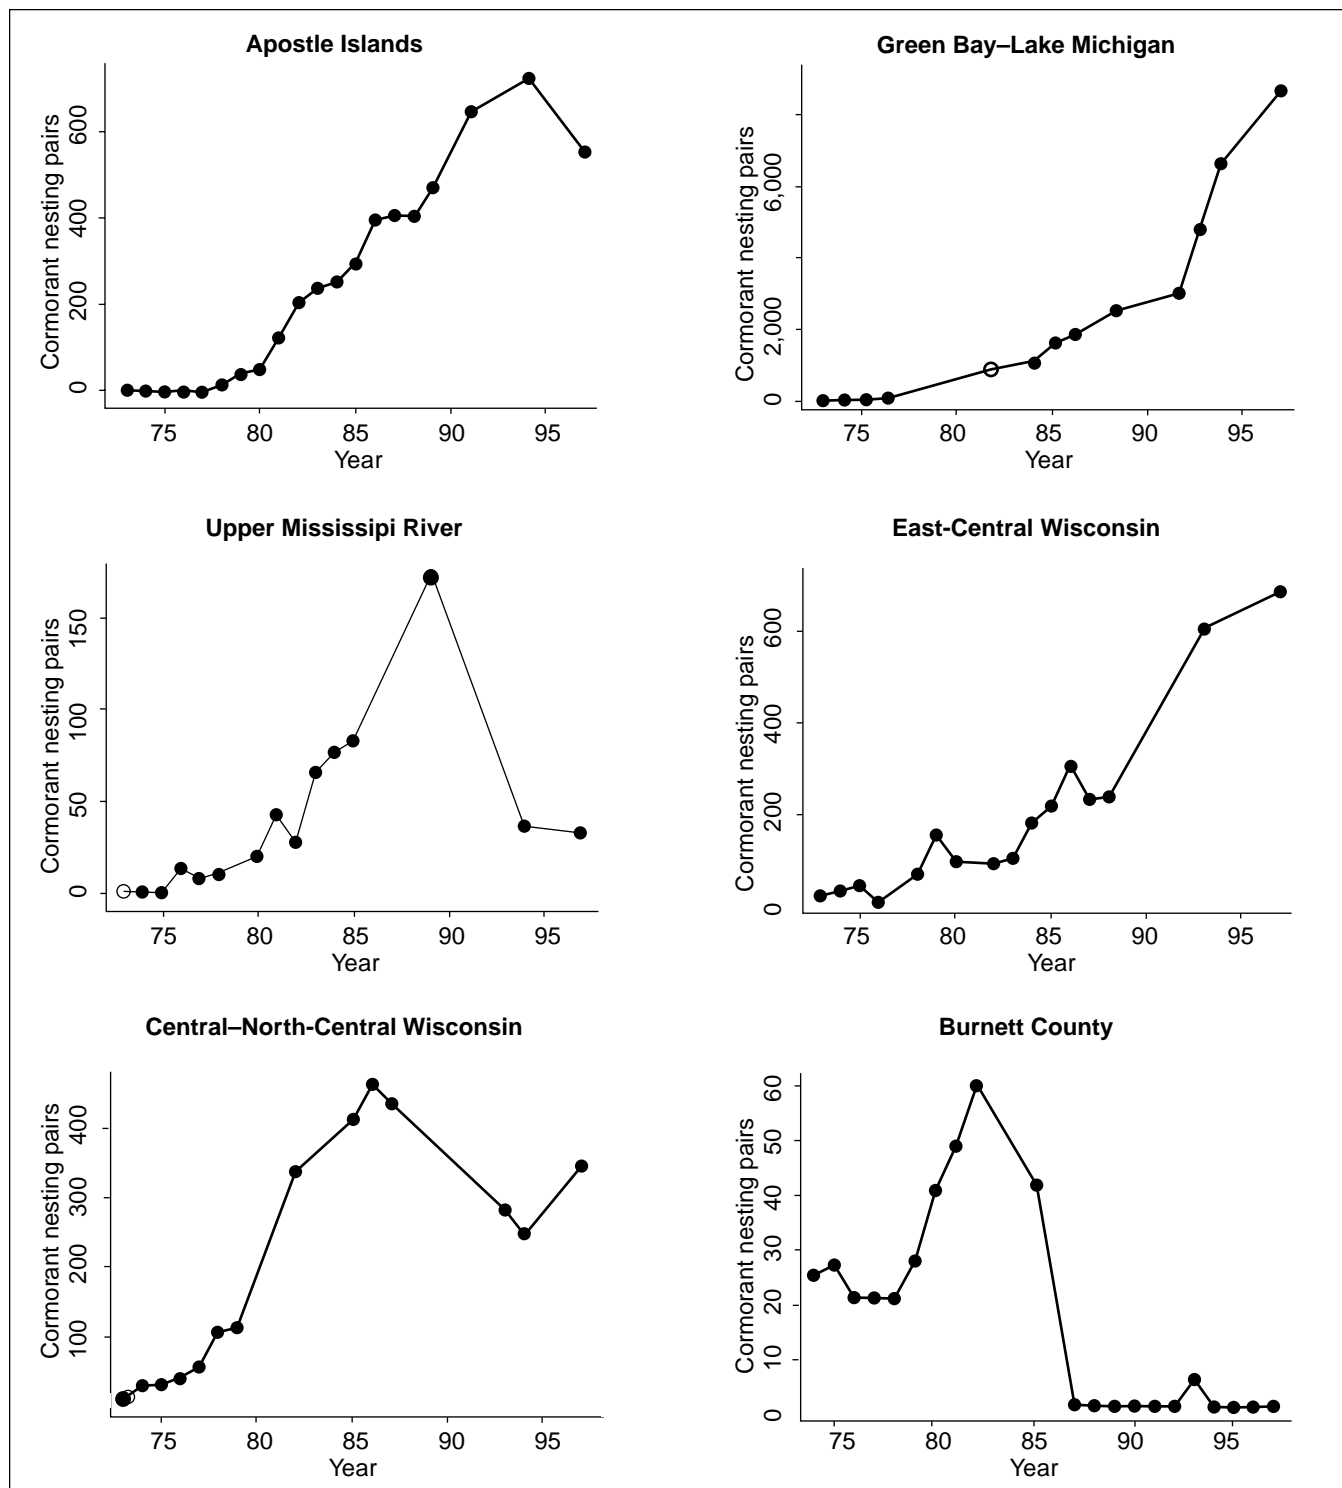 Apostle Islands
Cormorant nesting pairs
600
400
200
0
75 80 85 90 95
Year
Green Bay–Lake Michigan
Cormorant nesting pairs
6,000
2,000
0
75 80 85 90 95
Year
Upper Mississipi River
Cormorant nesting pairs
150
100
50
0
75 80 85 90 95
Year
East-Central Wisconsin
Cormorant nesting pairs
600
400
200
0
75 80 85 90 95
Year
Central–North-Central Wisconsin
Cormorant nesting pairs
400
300
200
100
75 80 85 90 95
Year
Burnett County
Cormorant nesting pairs
60
50
40
30
20
10
0
75 80 85 90 95
Year